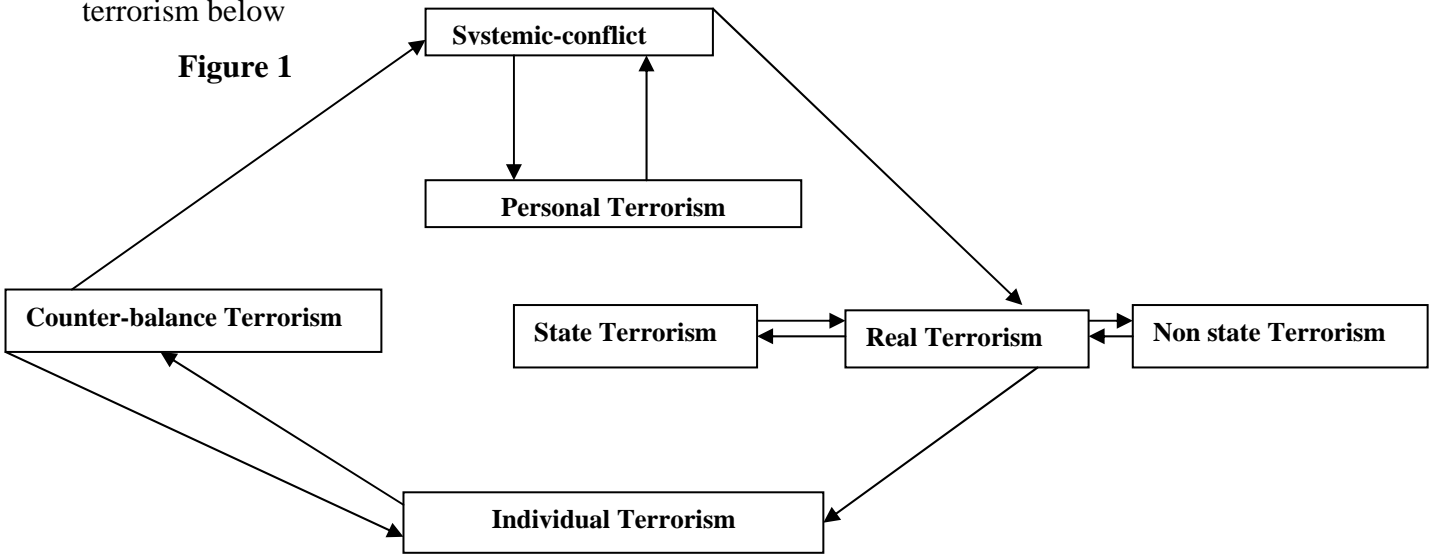 terrorism below
Figure 1
Systemic-conflict
Personal Terrorism
Counter-balance Terrorism
State Terrorism
Real Terrorism
Non state Terrorism
Individual Terrorism